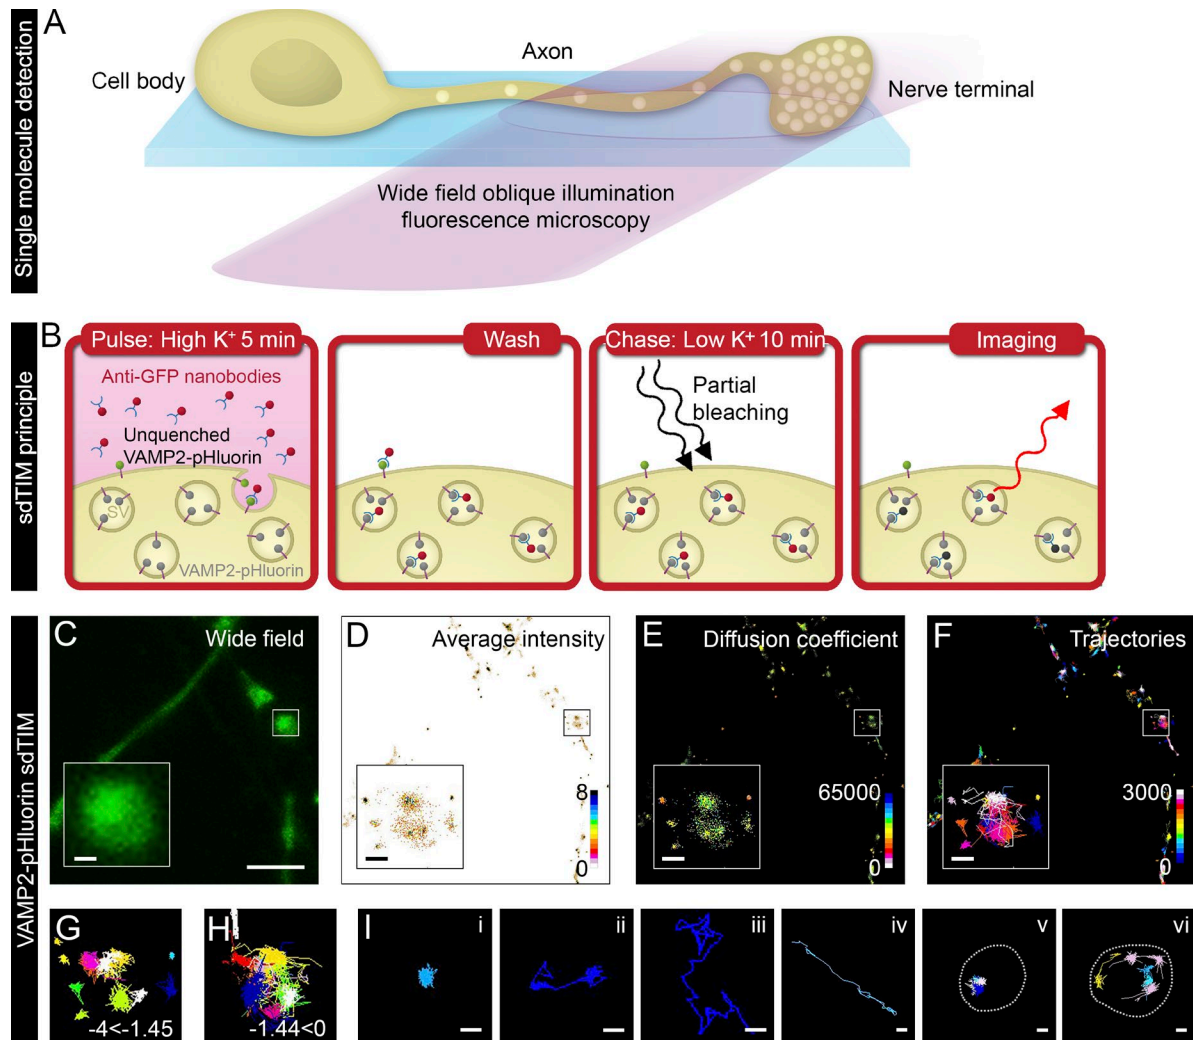 Single molecule detection
A
Cell body
Axon
Nerve terminal
Wide field oblique illumination
fluorescence microscopy
sdTIM principle
B
Pulse: High K⁺ 5 min
Wash
Chase: Low K⁺ 10 min
Imaging
Anti-GFP nanobodies
Unquenched
VAMP2-pHluorin
SV
VAMP2-pHluorin
Partial
bleaching
VAMP2-pHluorin sdTIM
C
Wide field
D
Average intensity
8
0
E
Diffusion coefficient
65000
0
F
Trajectories
3000
0
G
-4<-1.45
H
-1.44<0
I
i
ii
iii
iv
v
vi